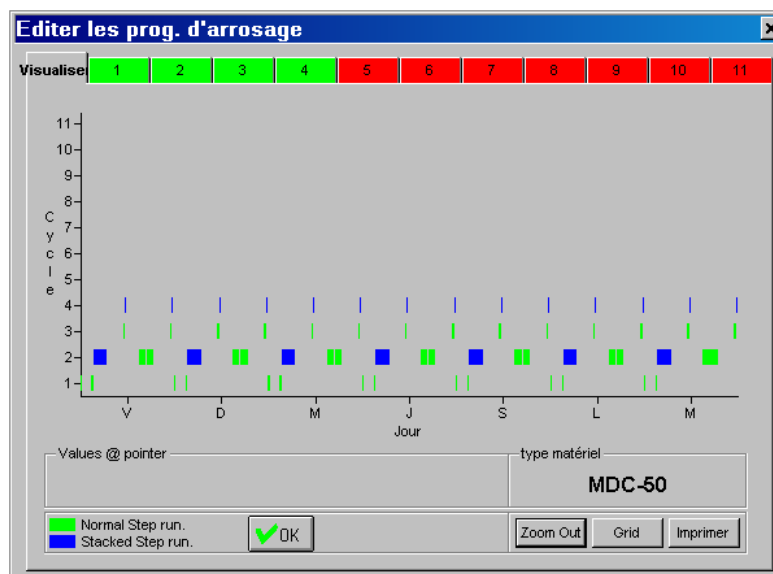 Editer les prog. d'arrosage
Visualiser 1 2 3 4 5 6 7 8 9 10 11
11
10
9
8
7
6
5
4
3
2
1
Cycle
V D M J S L M
Jour
Values @ pointer
type matériel
MDC-50
Normal Step run.
Stacked Step run.
OK
Zoom Out Grid Imprimer